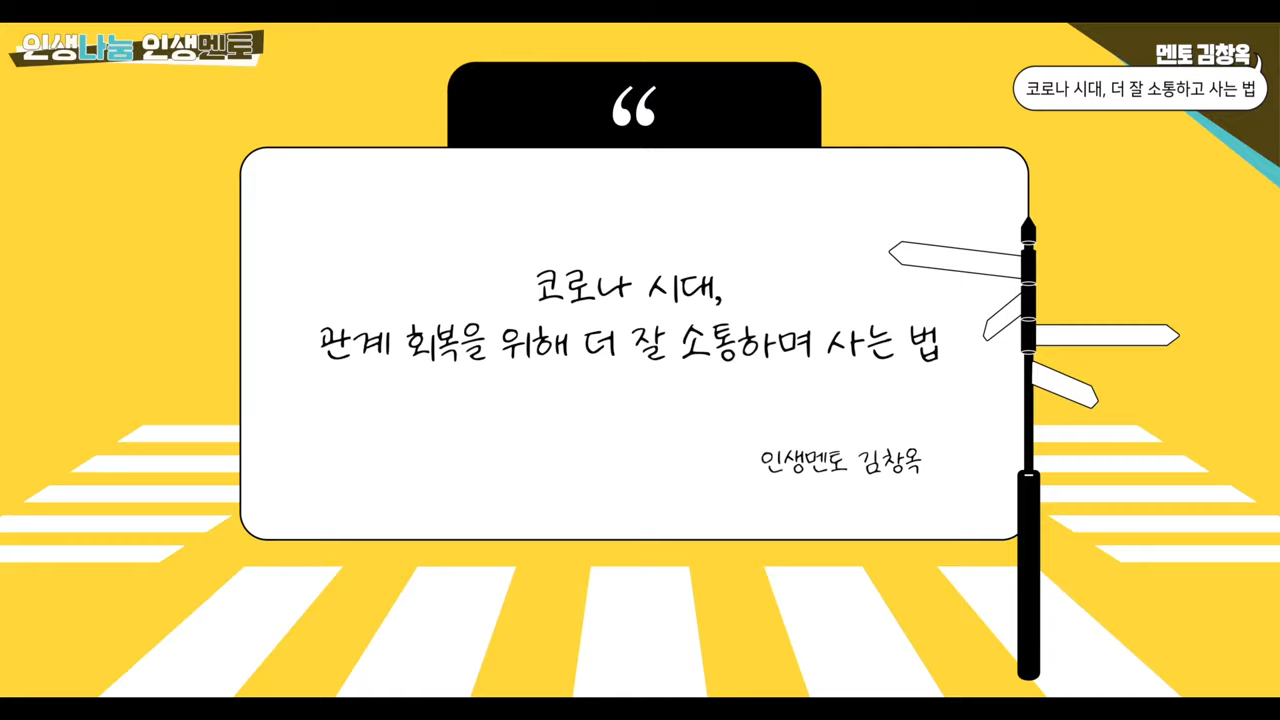 인생나눔 인생멘토
멘토 김창옥
코로나 시대, 더 잘 소통하고 사는 법
“
코로나 시대,
관계 회복을 위해 더 잘 소통하며 사는 법
인생멘토 김창옥